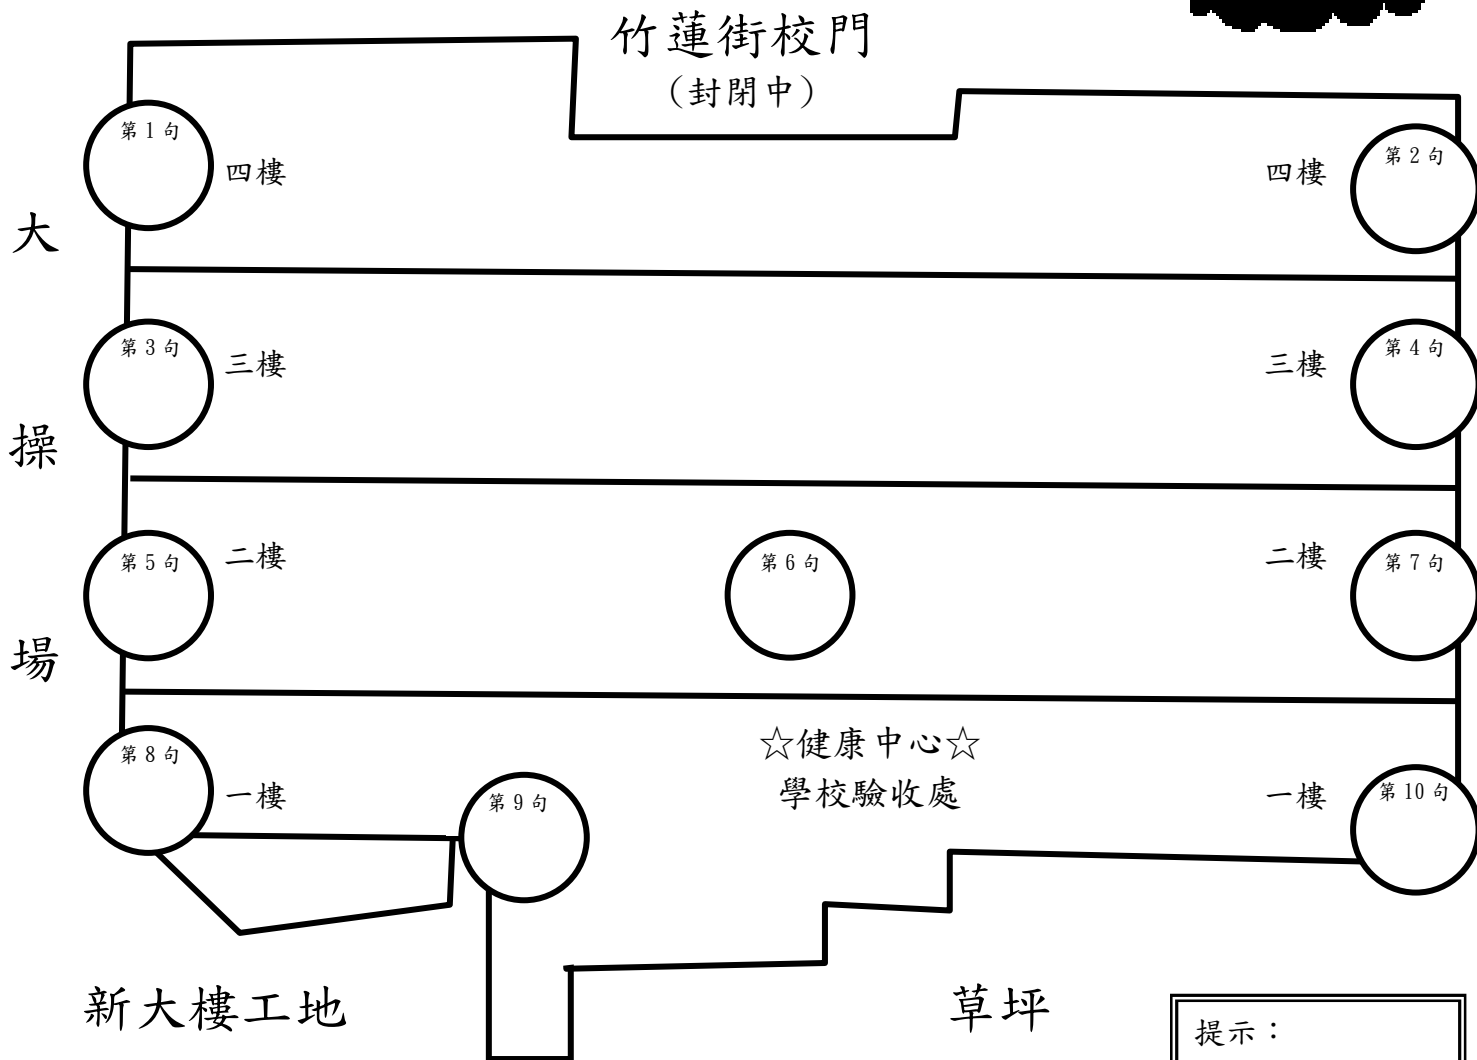 竹蓮街校門
(封閉中)
第 1 句
四樓
四樓
第 2 句
大
第 3 句
三樓
三樓
第 4 句
操
第 5 句
二樓
第 6 句
二樓
第 7 句
場
第 8 句
一樓
第 9 句
☆健康中心☆
學校驗收處
一樓
第 10 句
新大樓工地
草坪
提示：